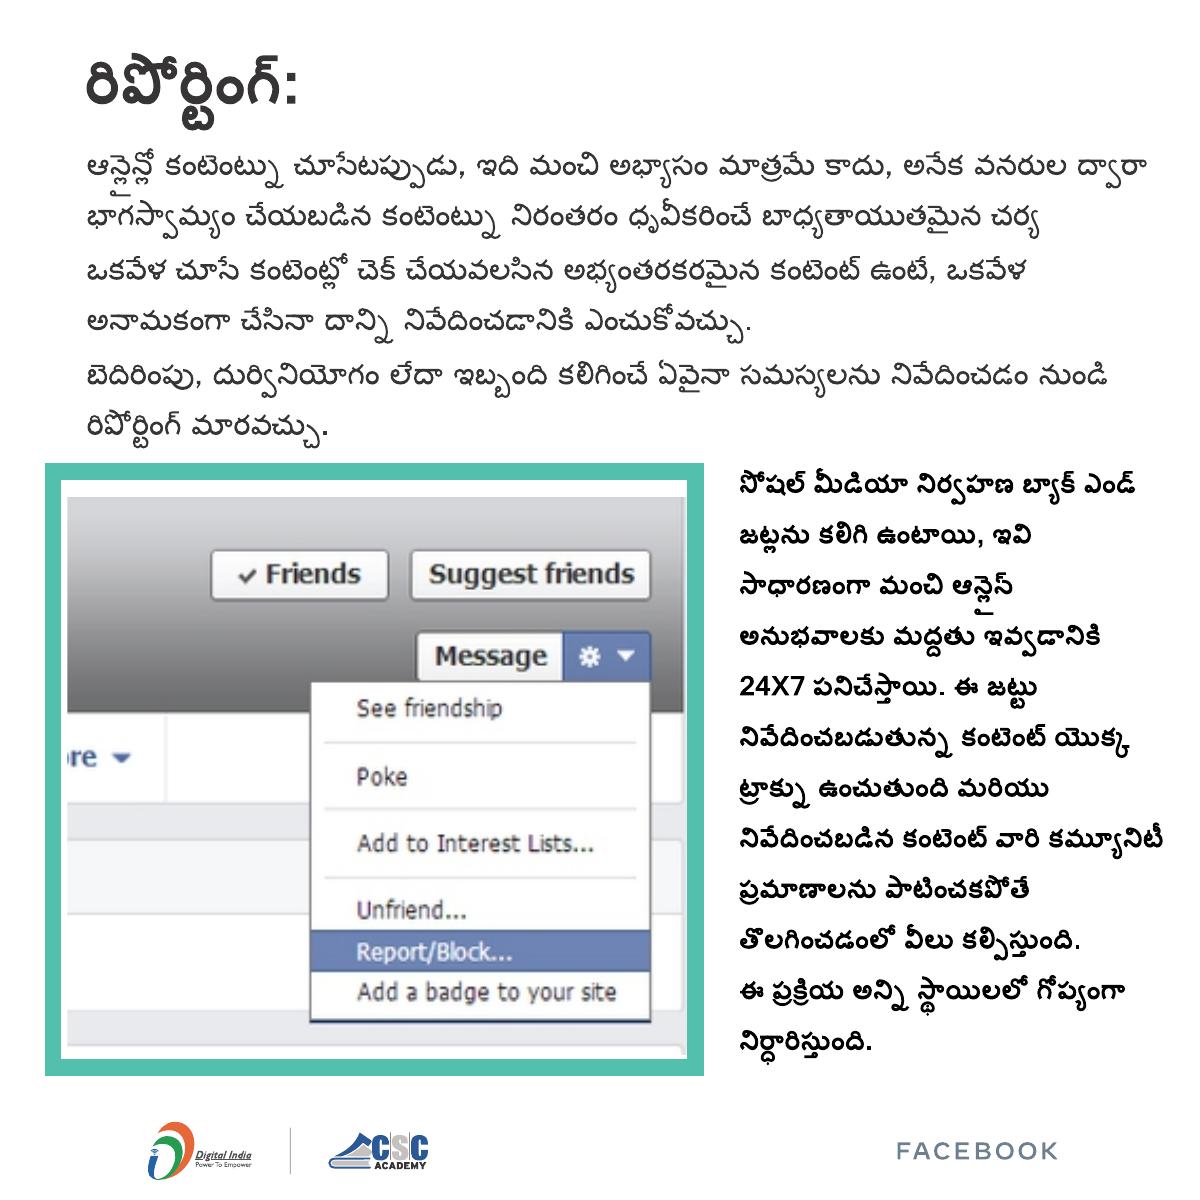 రిపోర్టింగ్:
ఆన్లైన్లో కంటెంట్ను చూసేటప్పుడు, ఇది మంచి అభ్యాసం మాత్రమే కాదు, అనేక వనరుల ద్వారా
భాగస్వామ్యం చేయబడిన కంటెంట్ను నిరంతరం ధృవీకరించే బాధ్యతాయుతమైన చర్య
ఒకవేళ చూసే కంటెంట్లో చెక్ చేయవలసిన అభ్యంతరకరమైన కంటెంట్ ఉంటే, ఒకవేళ
అనామకంగా చేసినా దాన్ని నివేదించడానికి ఎంచుకోవచ్చు.
బెదిరింపు, దుర్వినియోగం లేదా ఇబ్బంది కలిగించే ఏవైనా సమస్యలను నివేదించడం నుండి
రిపోర్టింగ్ మారవచ్చు.
✓ Friends
Suggest friends
Message
See friendship
re
Poke
Add to Interest Lists...
Unfriend...
Report/Block...
Add a badge to your site
సోషల్ మీడియా నిర్వహణ బ్యాక్ ఎండ్
జట్లను కలిగి ఉంటాయి, ఇవి
సాధారణంగా మంచి ఆన్లైన్
అనుభవాలకు మద్దతు ఇవ్వడానికి
24X7 పనిచేస్తాయి. ఈ జట్టు
నివేదించబడుతున్న కంటెంట్ యొక్క
ట్రాక్ను ఉంచుతుంది మరియు
నివేదించబడిన కంటెంట్ వారి కమ్యూనిటీ
ప్రమాణాలను పాటించకపోతే
తొలగించడంలో వీలు కల్పిస్తుంది.
ఈ ప్రక్రియ అన్ని స్థాయిలలో గోప్యంగా
నిర్ధారిస్తుంది.
Digital India
Power To Empower
CSC
ACADEMY
FACEBOOK